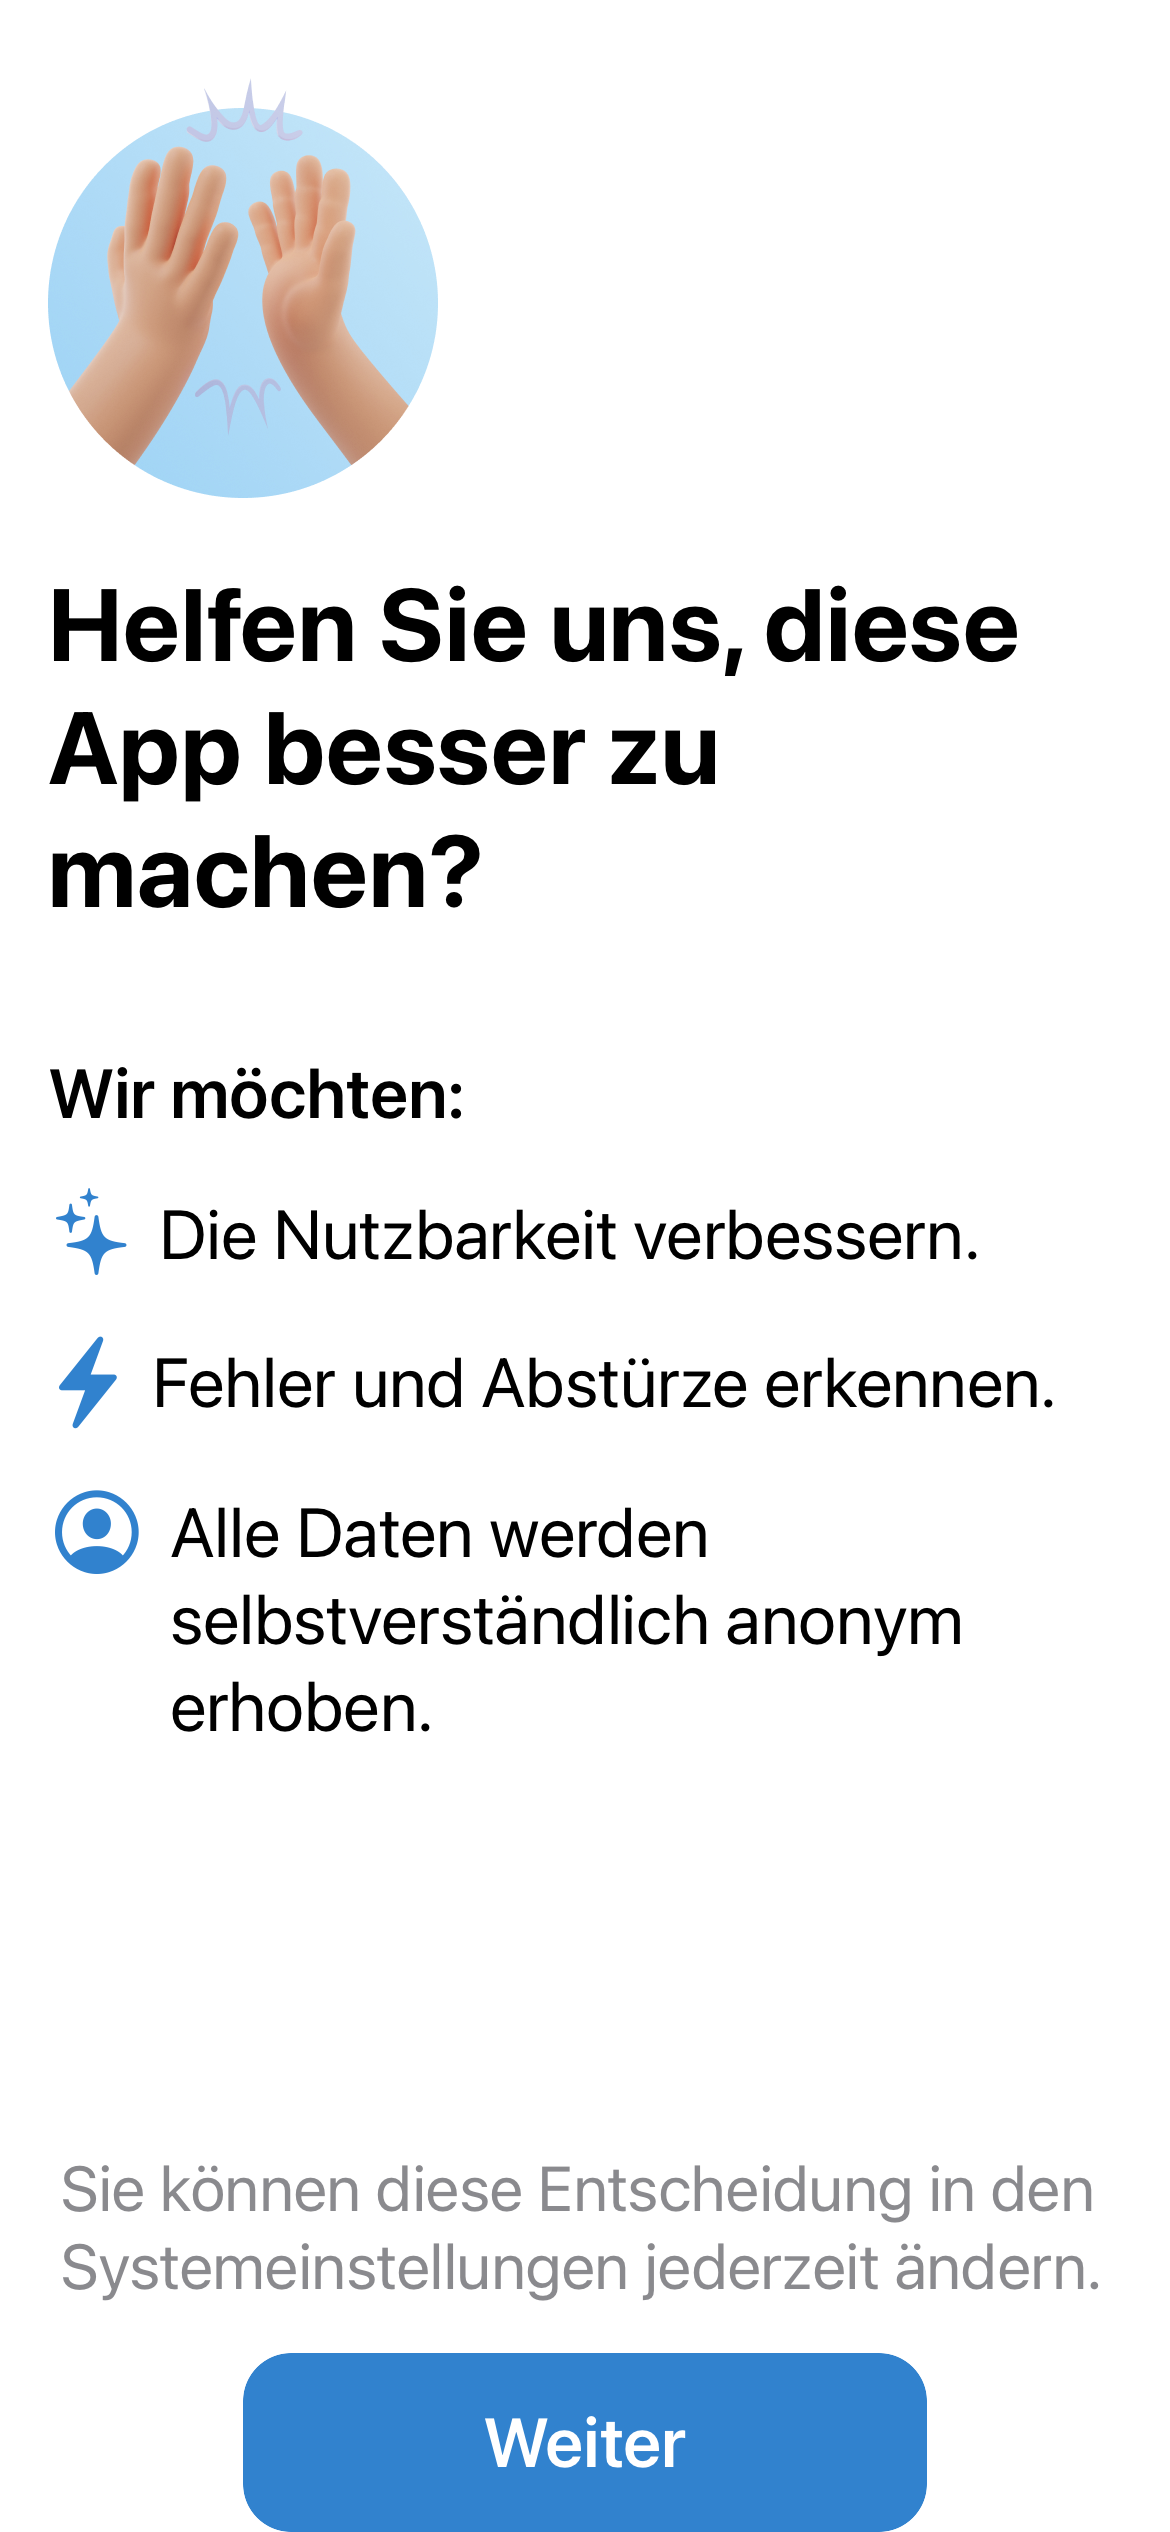 Helfen Sie uns, diese
App besser zu
machen?
Wir möchten:
Die Nutzbarkeit verbessern.
Fehler und Abstürze erkennen.
Alle Daten werden
selbstverständlich anonym
erhoben.
Sie können diese Entscheidung in den
Systemeinstellungen jederzeit ändern.
Weiter